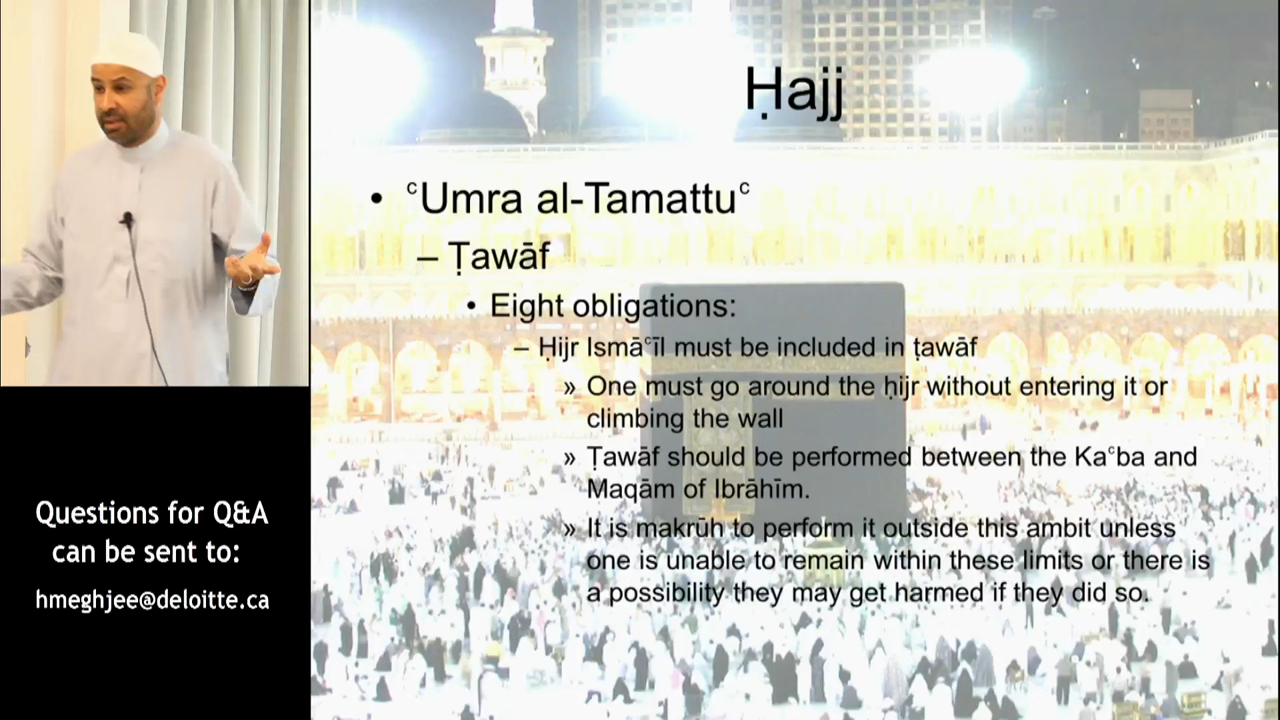 Ḥajj
• ᶜUmra al-Tamattuᶜ
– Ṭawāf
• Eight obligations:
– Ḥijr Ismāᶜīl must be included in ṭawāf
» One must go around the ḥijr without entering it or
climbing the wall
» Ṭawāf should be performed between the Kaᶜba and
Maqām of Ibrāhīm.
» It is makrūh to perform it outside this ambit unless
one is unable to remain within these limits or there is
a possibility they may get harmed if they did so.
Questions for Q&A
can be sent to:
hmeghjee@deloitte.ca